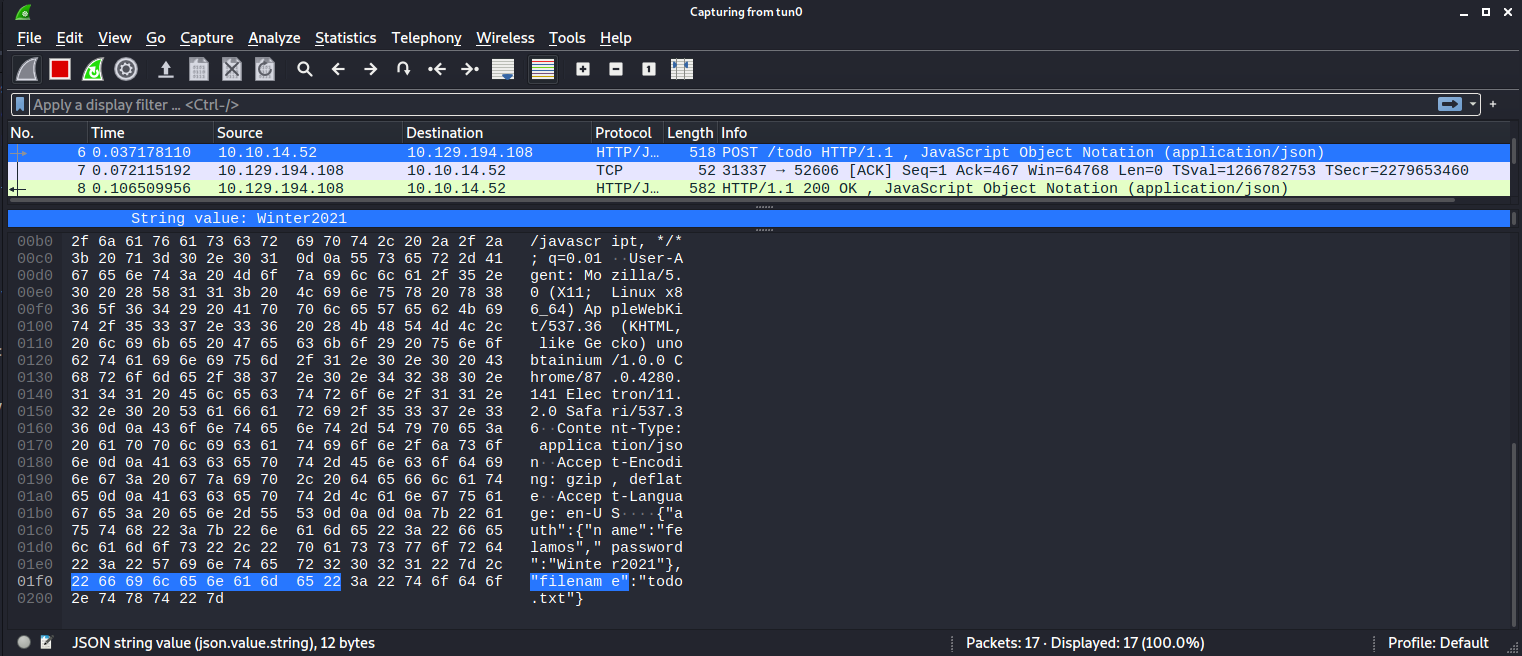 Capturing from tun0
File Edit View Go Capture Analyze Statistics Telephony Wireless Tools Help
Apply a display filter … <Ctrl-/>
No. Time Source Destination Protocol Length Info
6 0.037178110 10.10.14.52 10.129.194.108 HTTP/J… 518 POST /todo HTTP/1.1 , JavaScript Object Notation (application/json)
7 0.072115192 10.129.194.108 10.10.14.52 TCP 52 31337 → 52606 [ACK] Seq=1 Ack=467 Win=64768 Len=0 TSval=1266782753 TSecr=2279653460
8 0.106509956 10.129.194.108 10.10.14.52 HTTP/J… 582 HTTP/1.1 200 OK , JavaScript Object Notation (application/json)
String value: Winter2021
00b0 2f 6a 61 76 61 73 63 72 69 70 74 2c 20 2a 2f 2a /javascr ipt, */*
00c0 3b 20 71 3d 30 2e 30 31 0d 0a 55 73 65 72 2d 41 ; q=0.01 ··User-A
00d0 67 65 6e 74 3a 20 4d 6f 7a 69 6c 6c 61 2f 35 2e gent: Mo zilla/5.
00e0 30 20 28 58 31 31 3b 20 4c 69 6e 75 78 20 78 38 0 (X11; Linux x8
00f0 36 5f 36 34 29 20 41 70 70 6c 65 57 65 62 4b 69 6_64) Ap pleWebKi
0100 74 2f 35 33 37 2e 33 36 20 28 4b 48 54 4d 4c 2c t/537.36 (KHTML,
0110 20 6c 69 6b 65 20 47 65 63 6b 6f 29 20 75 6e 6f like Ge cko) uno
0120 62 74 61 69 6e 69 75 6d 2f 31 2e 30 2e 30 20 43 btainium /1.0.0 C
0130 68 72 6f 6d 65 2f 38 37 2e 30 2e 34 32 38 30 2e hrome/87 .0.4280.
0140 31 34 31 20 45 6c 65 63 74 72 6f 6e 2f 31 31 2e 141 Elec tron/11.
0150 32 2e 30 20 53 61 66 61 72 69 2f 35 33 37 2e 33 2.0 Safa ri/537.3
0160 36 0d 0a 43 6f 6e 74 65 6e 74 2d 54 79 70 65 3a 6··Conte nt-Type:
0170 20 61 70 70 6c 69 63 61 74 69 6f 6e 2f 6a 73 6f applica tion/jso
0180 6e 0d 0a 41 63 63 65 70 74 2d 45 6e 63 6f 64 69 n··Accep t-Encodi
0190 6e 67 3a 20 67 7a 69 70 2c 20 64 65 66 6c 61 74 ng: gzip , deflat
01a0 65 0d 0a 41 63 63 65 70 74 2d 4c 61 6e 67 75 61 e··Accep t-Langua
01b0 67 65 3a 20 65 6e 2d 55 53 0d 0a 0d 0a 7b 22 61 ge: en-U S····{"a
01c0 75 74 68 22 3a 7b 22 6e 61 6d 65 22 3a 22 66 65 uth":{"n ame":"fe
01d0 6c 61 6d 6f 73 22 2c 22 70 61 73 73 77 6f 72 64 lamos"," password
01e0 22 3a 22 57 69 6e 74 65 72 32 30 32 31 22 7d 2c ":"Winte r2021"},
01f0 22 66 69 6c 65 6e 61 6d 65 22 3a 22 74 6f 64 6f "filenam e":"todo
0200 2e 74 78 74 22 7d .txt"}
JSON string value (json.value.string), 12 bytes Packets: 17 · Displayed: 17 (100.0%) Profile: Default